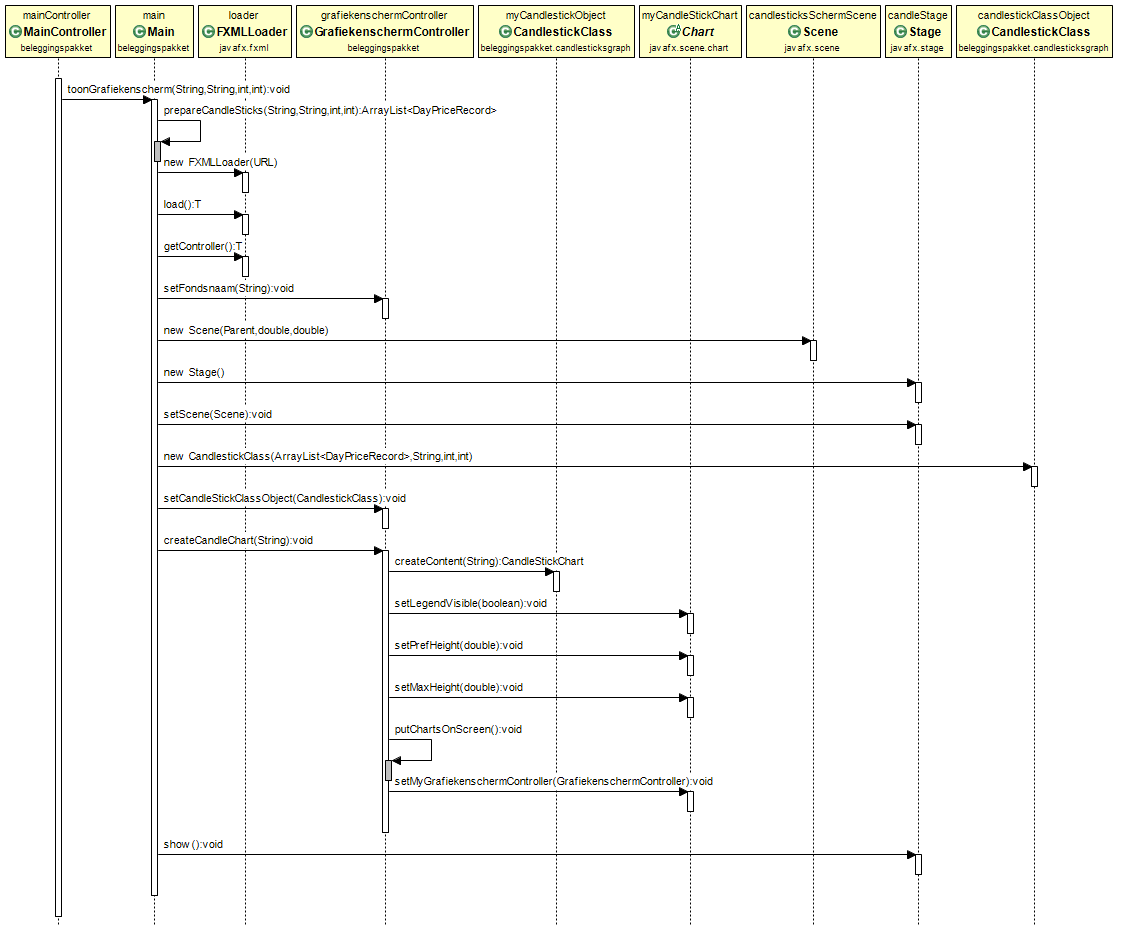 mainController
MainController
beleggingspakket
main
Main
beleggingspakket
loader
FXMLLoader
javafx.fxml
grafiekenschermController
GrafiekenschermController
beleggingspakket
myCandlestickObject
CandlestickClass
beleggingspakket.candlesticksgraph
myCandleStickChart
Chart
javafx.scene.chart
candlesticksSchermScene
Scene
javafx.scene
candleStage
Stage
javafx.stage
candlestickClassObject
CandlestickClass
beleggingspakket.candlesticksgraph
toonGrafiekenscherm(String,String,int,int):void
prepareCandleSticks(String,String,int,int):ArrayList<DayPriceRecord>
new FXMLLoader(URL)
load():T
getController():T
setFondsnaam(String):void
new Scene(Parent,double,double)
new Stage()
setScene(Scene):void
new CandlestickClass(ArrayList<DayPriceRecord>,String,int,int)
setCandleStickClassObject(CandlestickClass):void
createCandleChart(String):void
createContent(String):CandleStickChart
setLegendVisible(boolean):void
setPrefHeight(double):void
setMaxHeight(double):void
putChartsOnScreen():void
setMyGrafiekenschermController(GrafiekenschermController):void
show():void